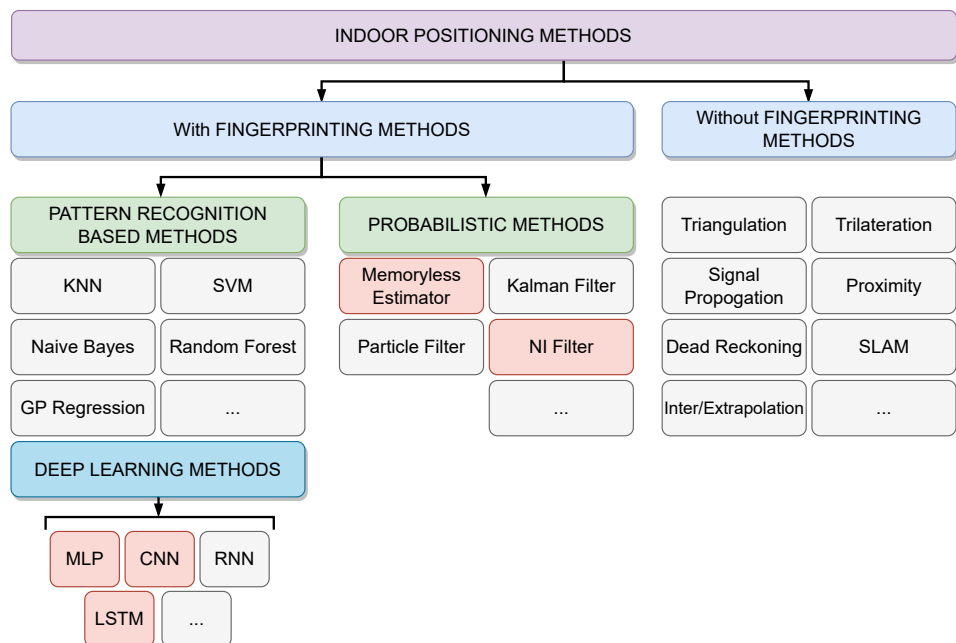 INDOOR POSITIONING METHODS
With FINGERPRINTING METHODS
Without FINGERPRINTING
METHODS
PATTERN RECOGNITION
BASED METHODS
PROBABILISTIC METHODS
Triangulation
Trilateration
KNN
SVM
Memoryless
Estimator
Kalman Filter
Signal
Propogation
Proximity
Naive Bayes
Random Forest
Particle Filter
NI Filter
Dead Reckoning
SLAM
GP Regression
...
...
Inter/Extrapolation
...
DEEP LEARNING METHODS
MLP
CNN
RNN
LSTM
...